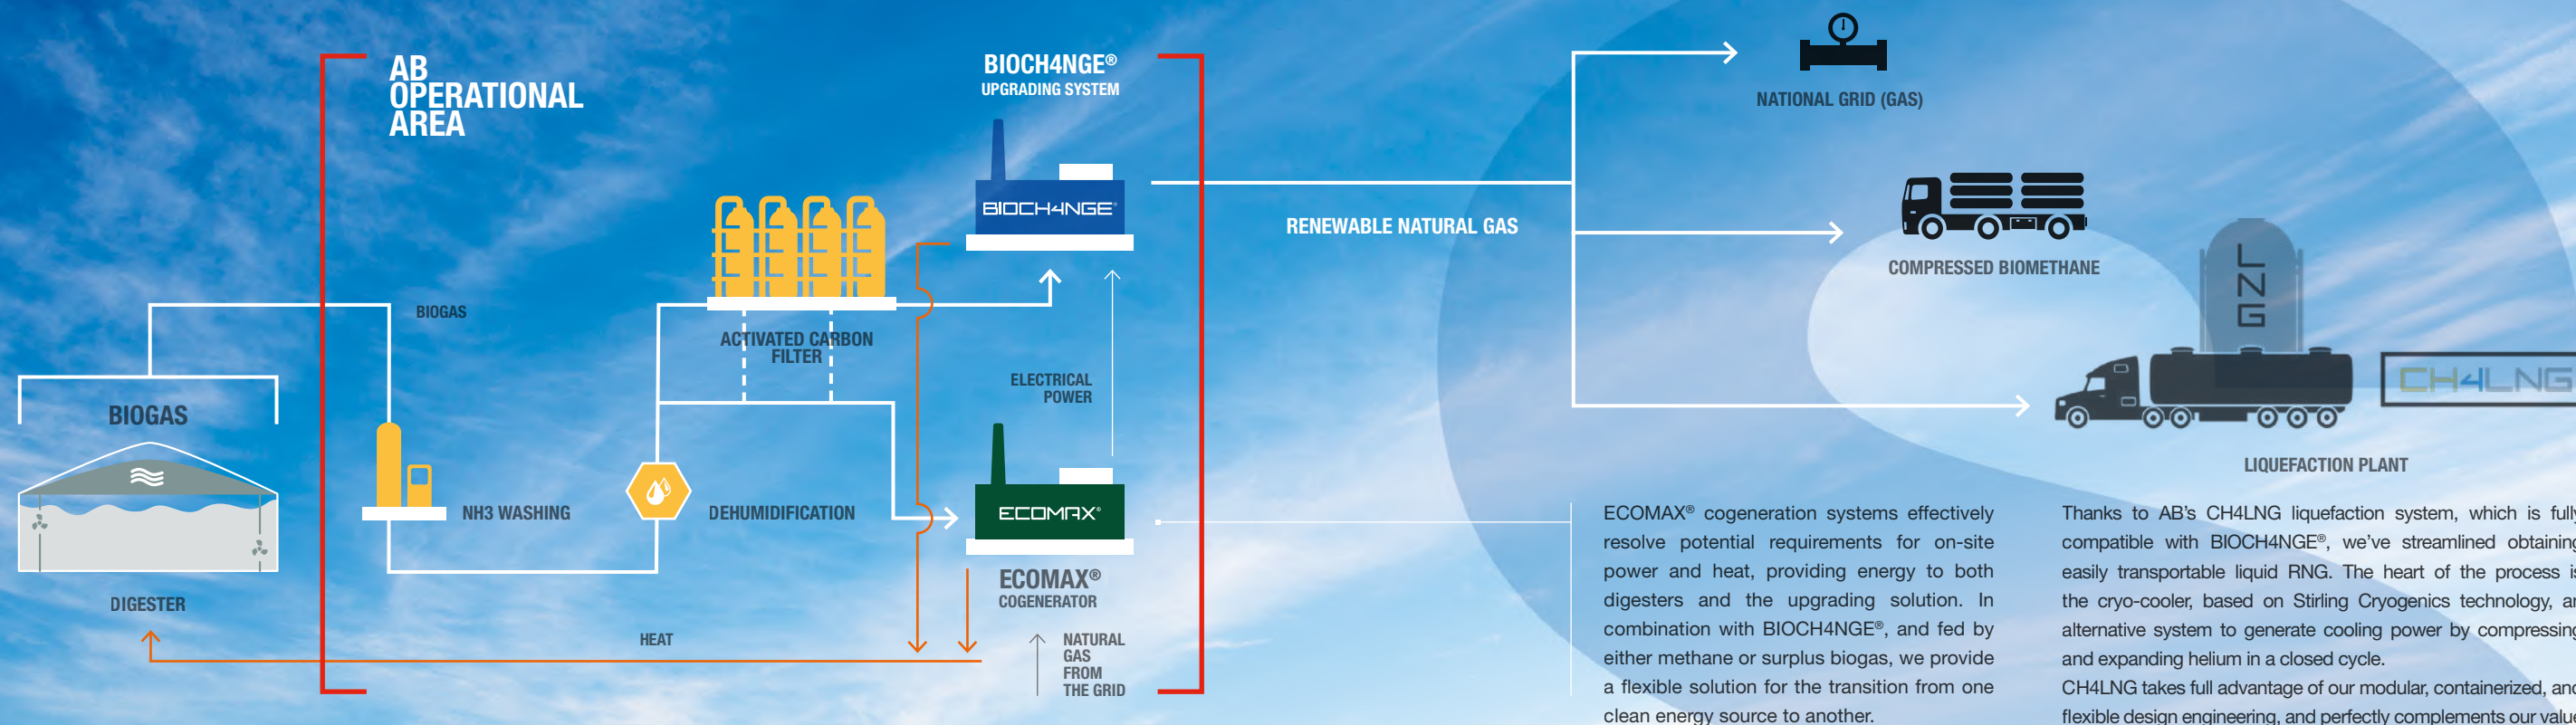 AB
OPERATIONAL
AREA
BIOCH4NGE®
UPGRADING SYSTEM
BIOCH4NGE®
BIOGAS
ACTIVATED CARBON
FILTER
ELECTRICAL
POWER
BIOGAS
NH3 WASHING
DEHUMIDIFICATION
ECOMAX®
ECOMAX®
COGENERATOR
DIGESTER
HEAT
NATURAL
GAS
FROM
THE GRID
RENEWABLE NATURAL GAS
NATIONAL GRID (GAS)
COMPRESSED BIOMETHANE
LNG
CH4LNG
LIQUEFACTION PLANT
ECOMAX® cogeneration systems effectively
resolve potential requirements for on-site
power and heat, providing energy to both
digesters and the upgrading solution. In
combination with BIOCH4NGE®, and fed by
either methane or surplus biogas, we provide
a flexible solution for the transition from one
clean energy source to another.
Thanks to AB's CH4LNG liquefaction system, which is
compatible with BIOCH4NGE®, we've streamlined
easily transportable liquid RNG. The heart of the process
the cryo-cooler, based on Stirling Cryogenics technology,
alternative system to generate cooling power by
and expanding helium in a closed cycle.
CH4LNG takes full advantage of our modular, containerized,
flexible design engineering, and perfectly complements our